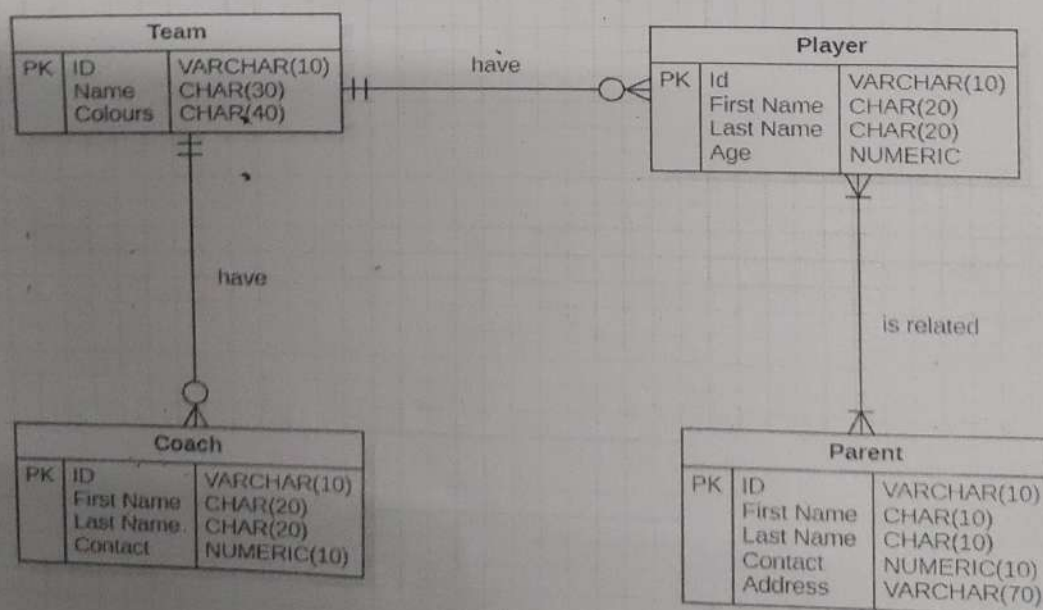 Team
PK ID VARCHAR(10)
Name CHAR(30)
Colours CHAR(40)
have
Player
PK Id VARCHAR(10)
First Name CHAR(20)
Last Name CHAR(20)
Age NUMERIC
have
is related
Coach
PK ID VARCHAR(10)
First Name CHAR(20)
Last Name CHAR(20)
Contact NUMERIC(10)
Parent
PK ID VARCHAR(10)
First Name CHAR(10)
Last Name CHAR(10)
Contact NUMERIC(10)
Address VARCHAR(70)